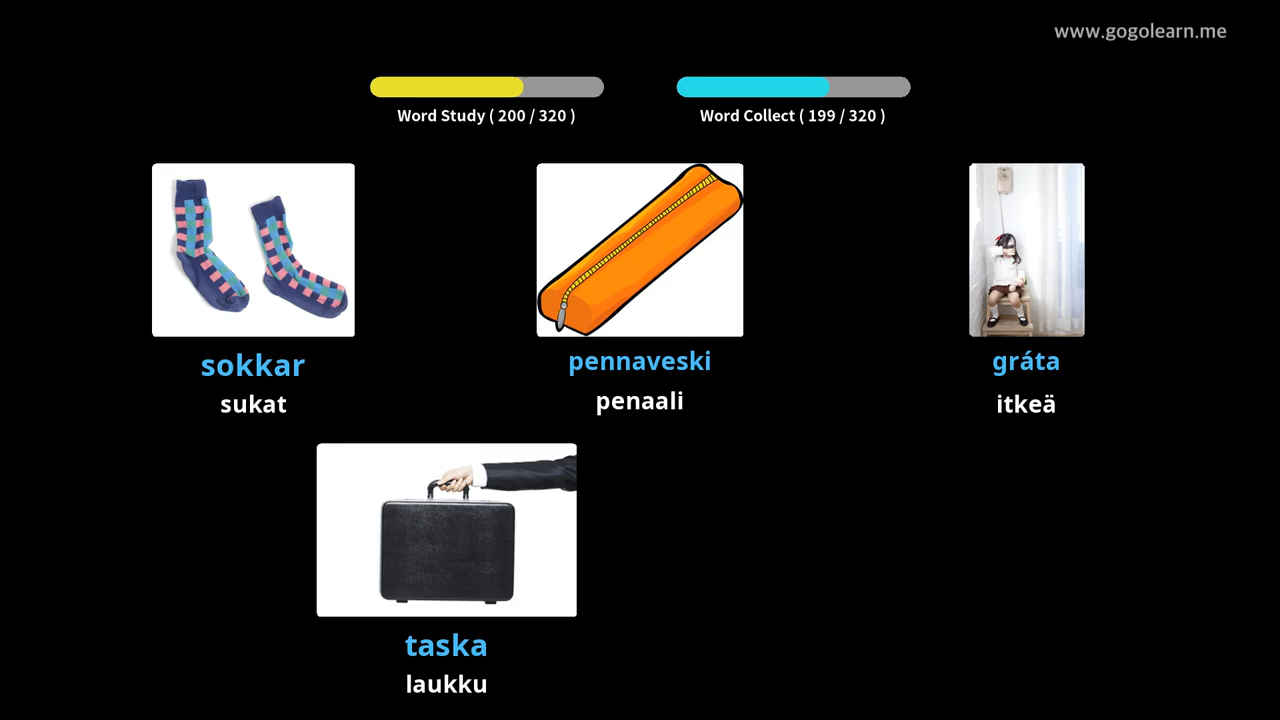 www.gogolearn.me
Word Study ( 200 / 320 )
Word Collect ( 199 / 320 )
sokkar
sukat
pennaveski
penaali
gráta
itkeä
taska
laukku